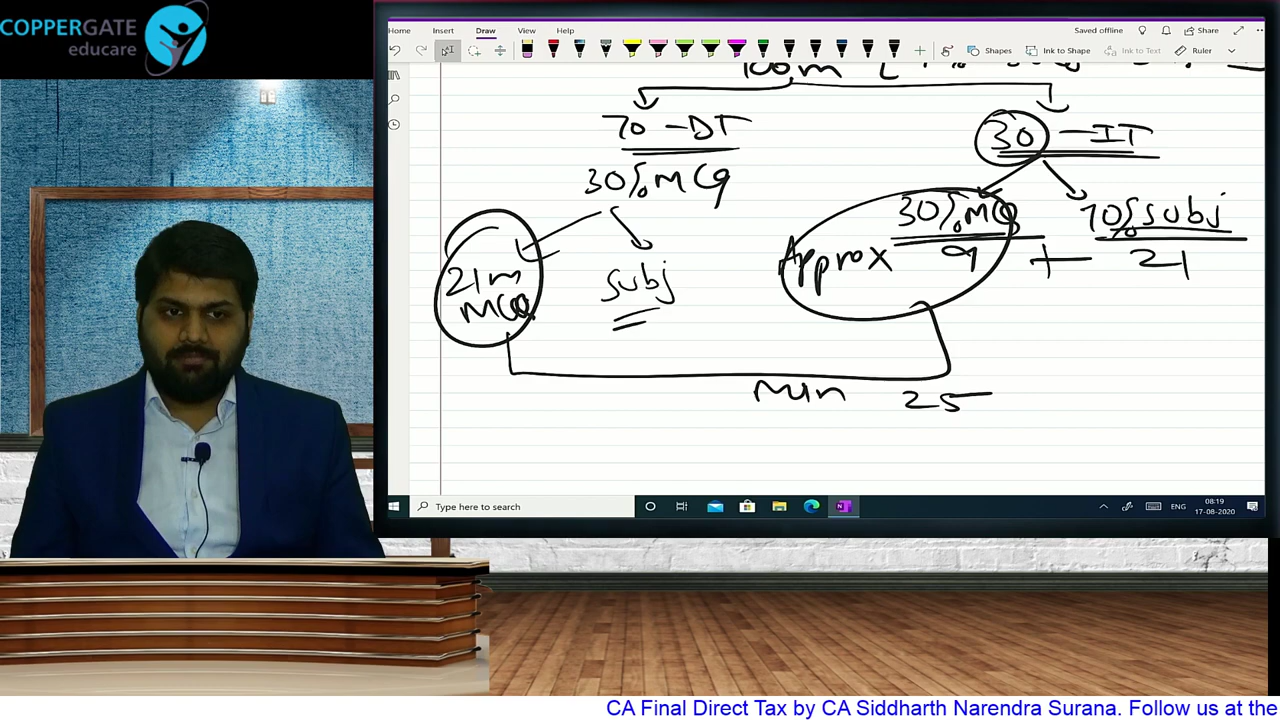 COPPERGATE
educare
Home Insert Draw View Help
Saved offline
Share
Shapes Ink to Shape Ink to Text Ruler
100m
70 - DT
30 - IT
30% MCQ
30% MCQ
70% subj
Approx 9 + 21
21m
MCQ
subj
Min 25
Type here to search
ENG
08:19
17-08-2020
CA Final Direct Tax by CA Siddharth Narendra Surana. Follow us at the